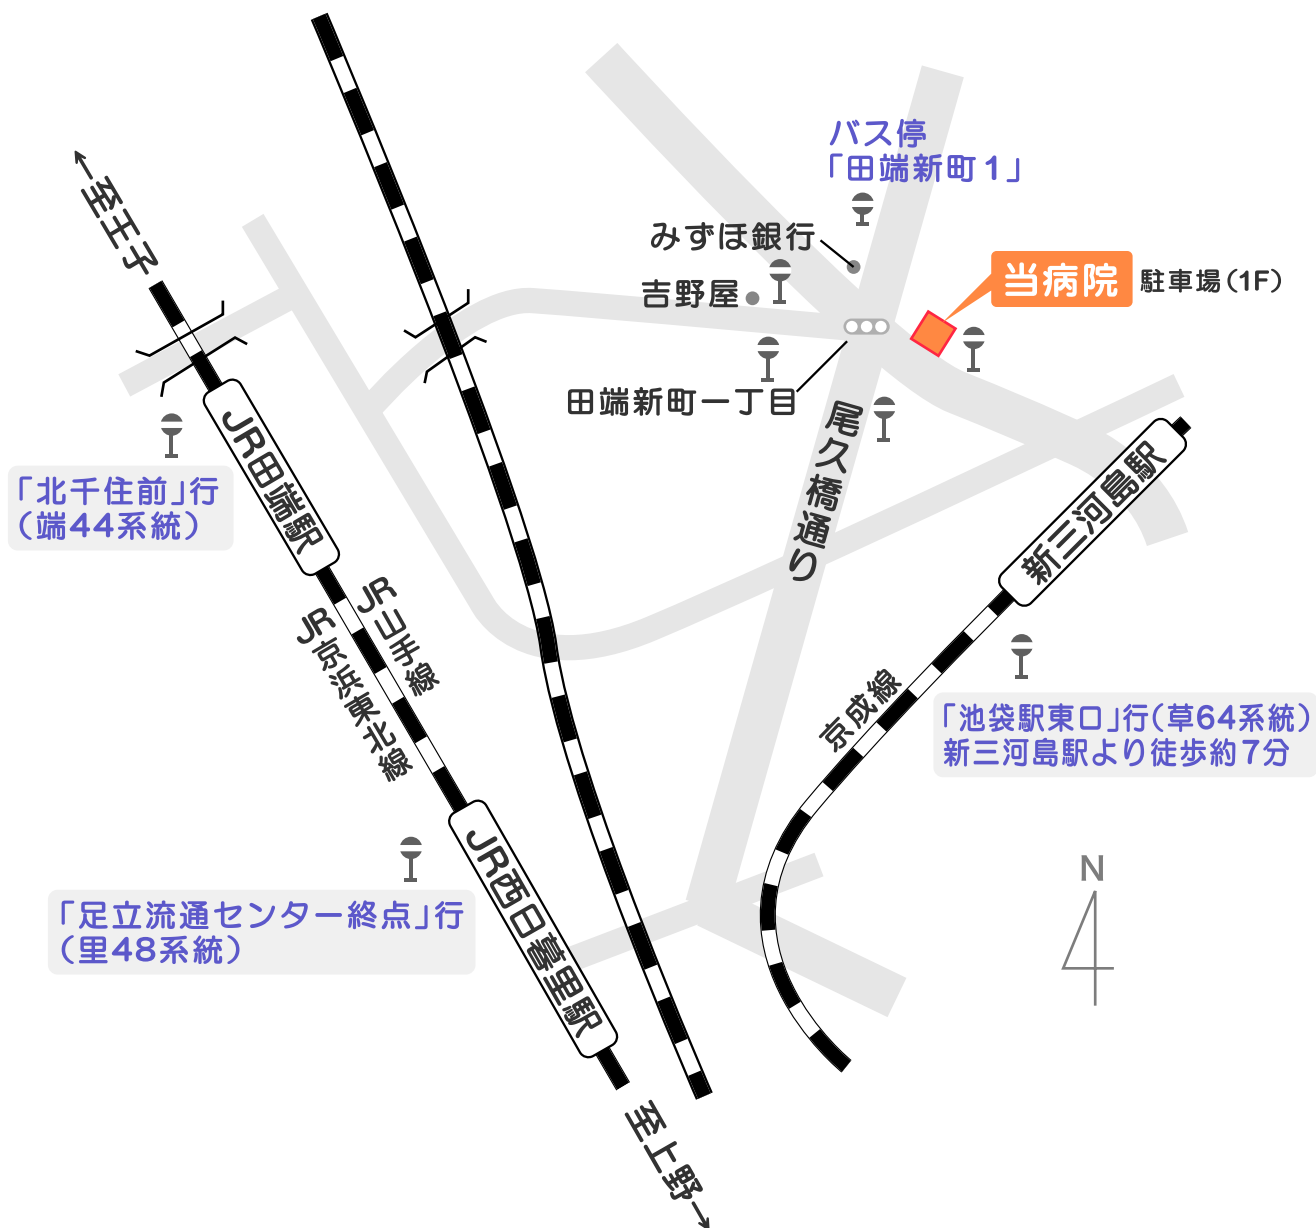 バス停
「田端新町1」
←至王子
みずほ銀行
吉野屋
当病院
駐車場(1F)
田端新町一丁目
尾久橋通り
JR田端駅
「北千住前」行
(端44系統)
新三河島駅
JR山手線
JR京浜東北線
京成線
「池袋駅東口」行(草64系統)
新三河島駅より徒歩約7分
JR西日暮里駅
「足立流通センター終点」行
(里48系統)
N
至上野→